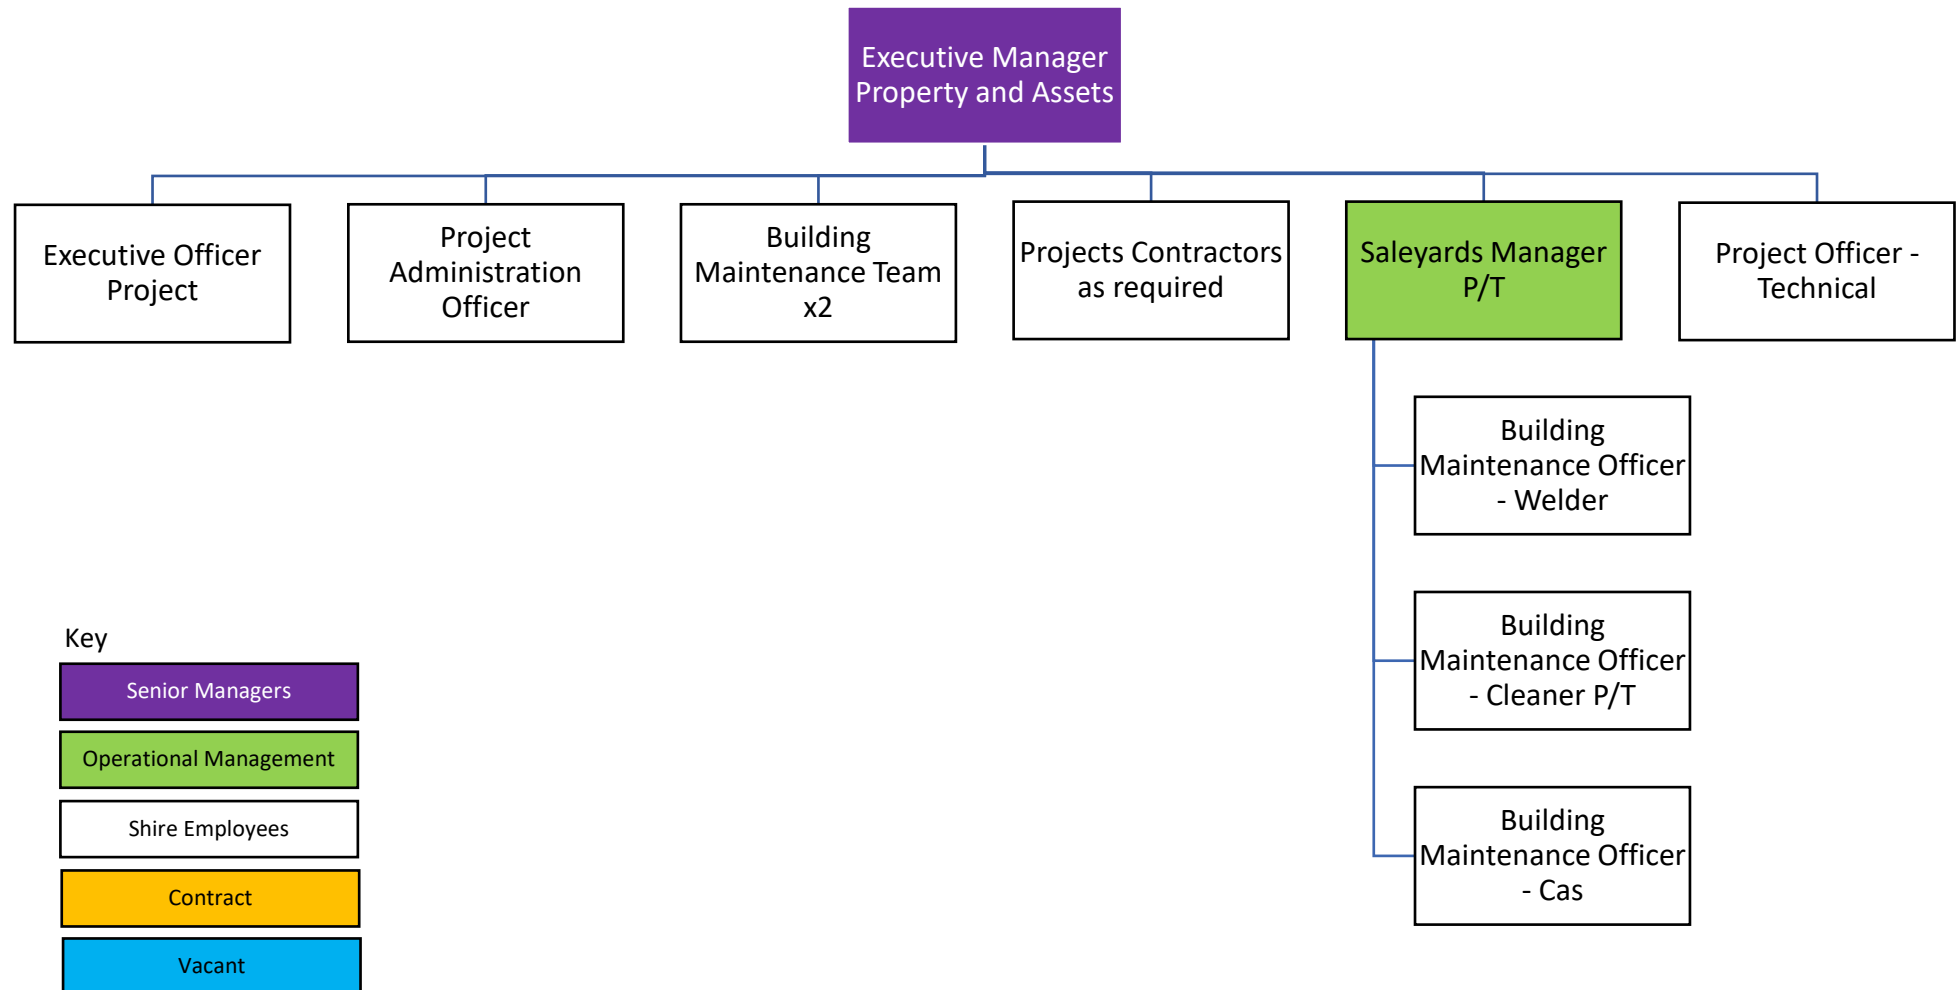 Executive Manager
Property and Assets
Executive Officer
Project
Project
Administration
Officer
Building
Maintenance Team
x2
Projects Contractors
as required
Saleyards Manager
P/T
Project Officer -
Technical
Building
Maintenance Officer
- Welder
Building
Maintenance Officer
- Cleaner P/T
Building
Maintenance Officer
- Cas
Key
Senior Managers
Operational Management
Shire Employees
Contract
Vacant